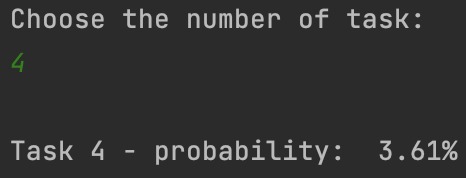 Choose the number of task:
4
Task 4 - probability:  3.61%